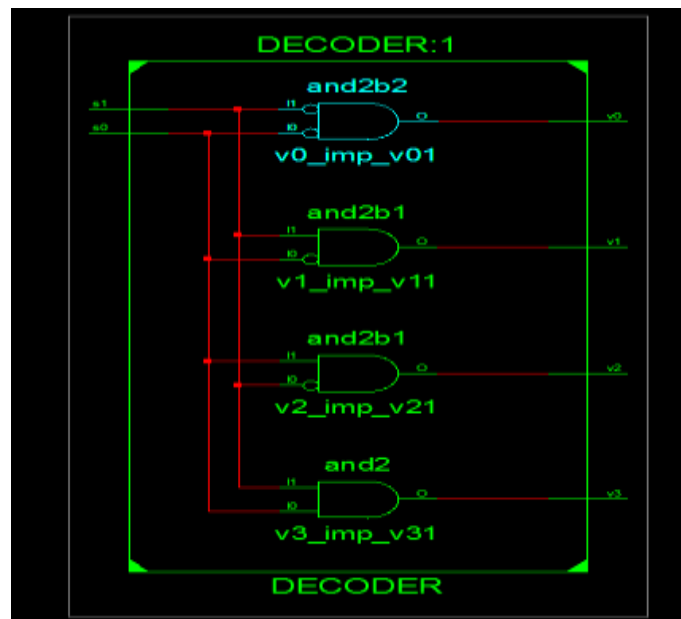 DECODER:1
and2b2
s1
I1
O
v0
s0
I0
v0_imp_v01
and2b1
I1
O
v1
I0
v1_imp_v11
and2b1
I1
O
v2
I0
v2_imp_v21
and2
I1
O
v3
I0
v3_imp_v31
DECODER